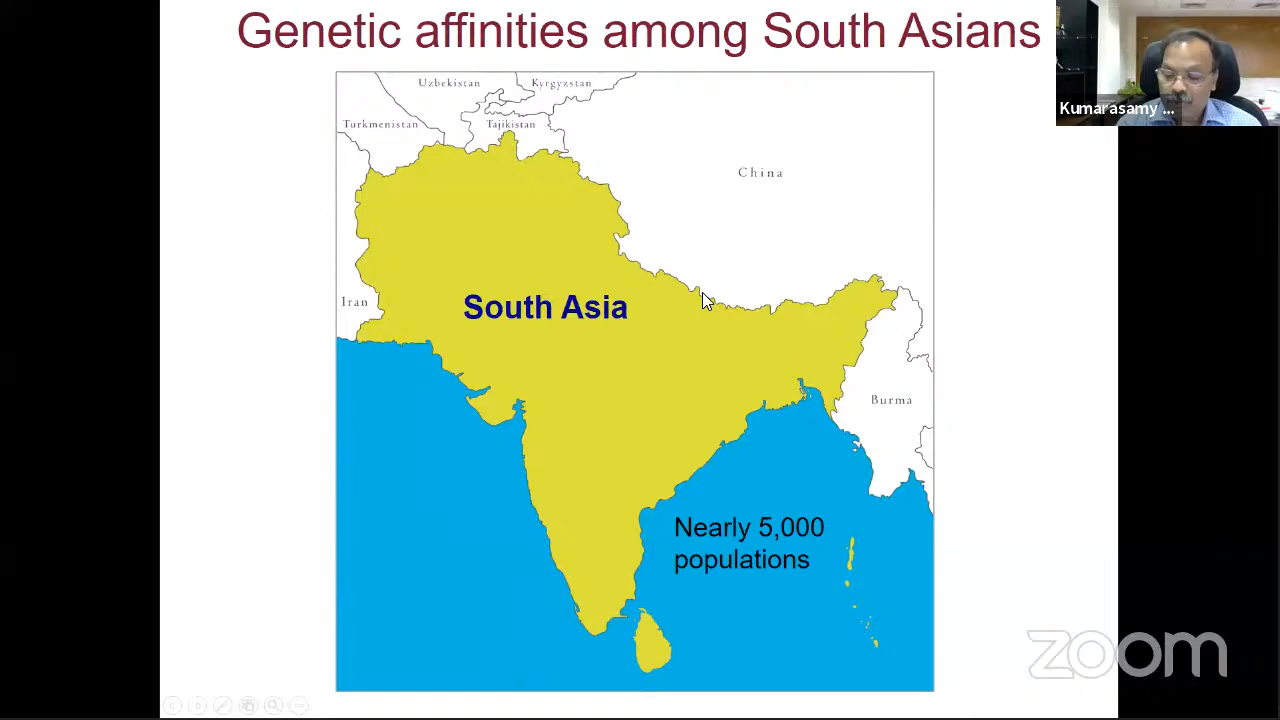 Genetic affinities among South Asians
Kumarasamy ...
Uzbekistan
Kyrgyzstan
Turkmenistan
Tajikistan
China
Iran
South Asia
Burma
Nearly 5,000
populations
zoom